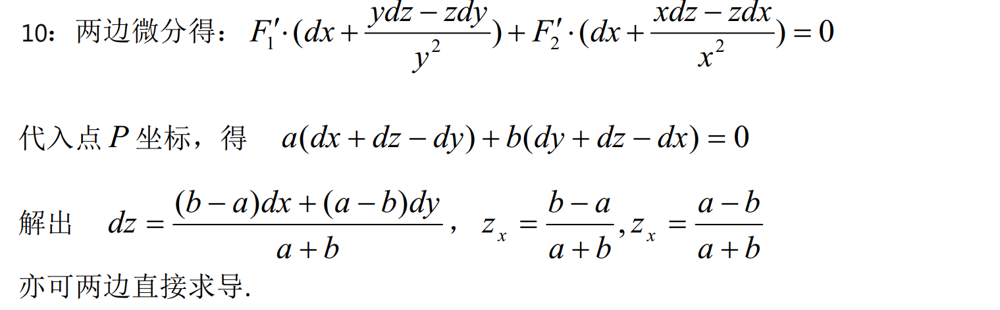 10：两边微分得：$F_1'\cdot(dx+\frac{ydz-zdy}{y^2})+F_2'\cdot(dx+\frac{xdz-zdx}{x^2})=0$
代入点 $P$ 坐标，得 $a(dx+dz-dy)+b(dy+dz-dx)=0$
解出 $dz=\frac{(b-a)dx+(a-b)dy}{a+b}$，$z_x=\frac{b-a}{a+b},z_x=\frac{a-b}{a+b}$
亦可两边直接求导.